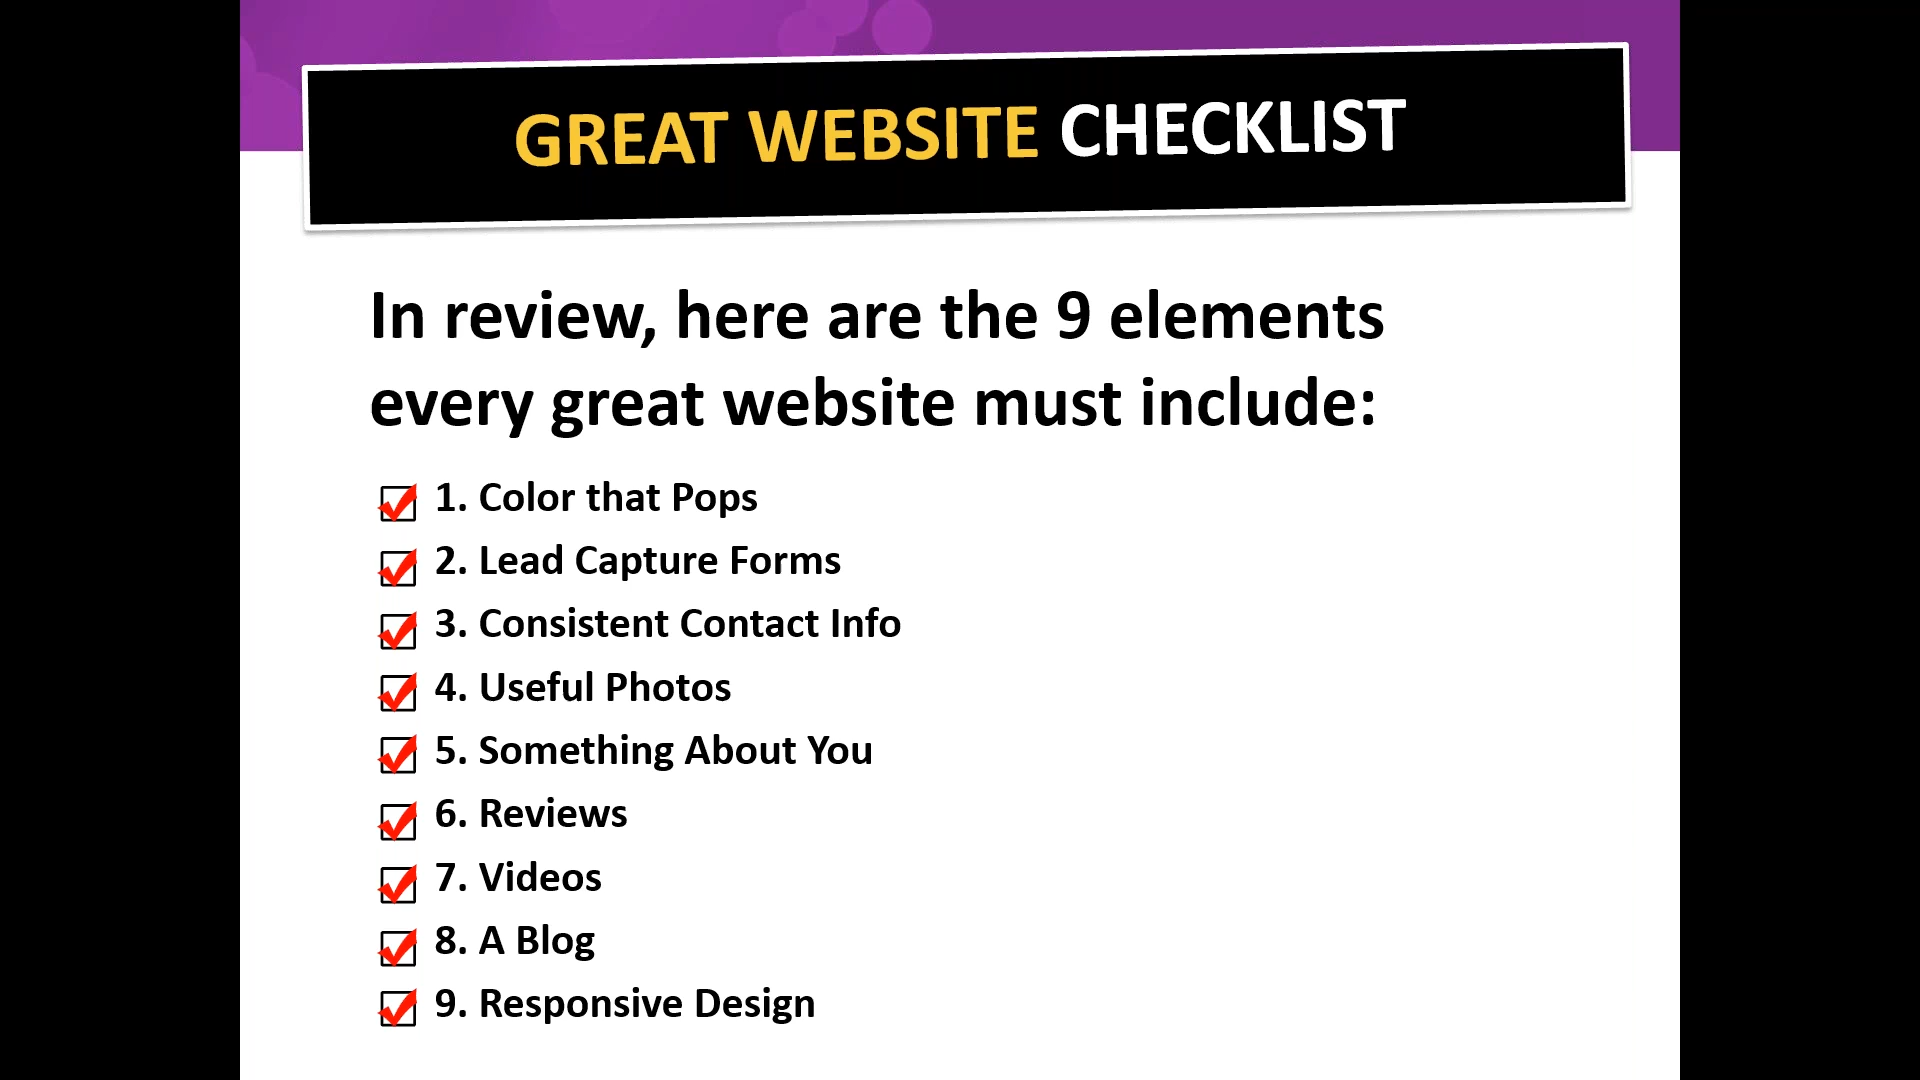 GREAT WEBSITE CHECKLIST
In review, here are the 9 elements
every great website must include:
1. Color that Pops
2. Lead Capture Forms
3. Consistent Contact Info
4. Useful Photos
5. Something About You
6. Reviews
7. Videos
8. A Blog
9. Responsive Design